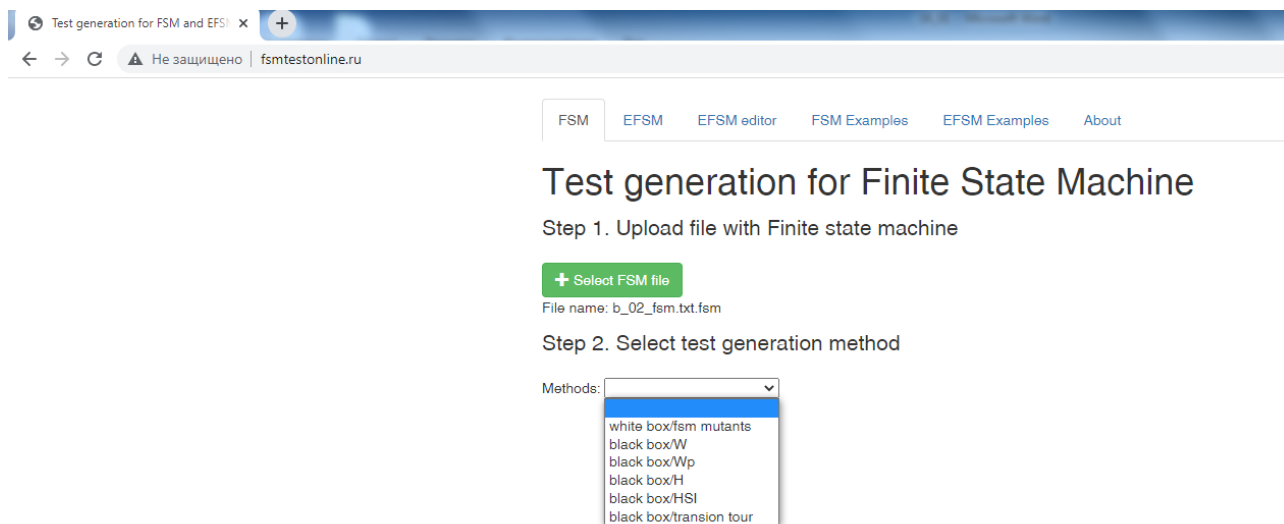 Test generation for FSM and EFS
Не защищено | fsmtestonline.ru
FSM EFSM EFSM editor FSM Examples EFSM Examples About
Test generation for Finite State Machine
Step 1. Upload file with Finite state machine
+ Select FSM file
File name: b_02_fsm.txt.fsm
Step 2. Select test generation method
Methods:
white box/fsm mutants
black box/W
black box/Wp
black box/H
black box/HSI
black box/transion tour